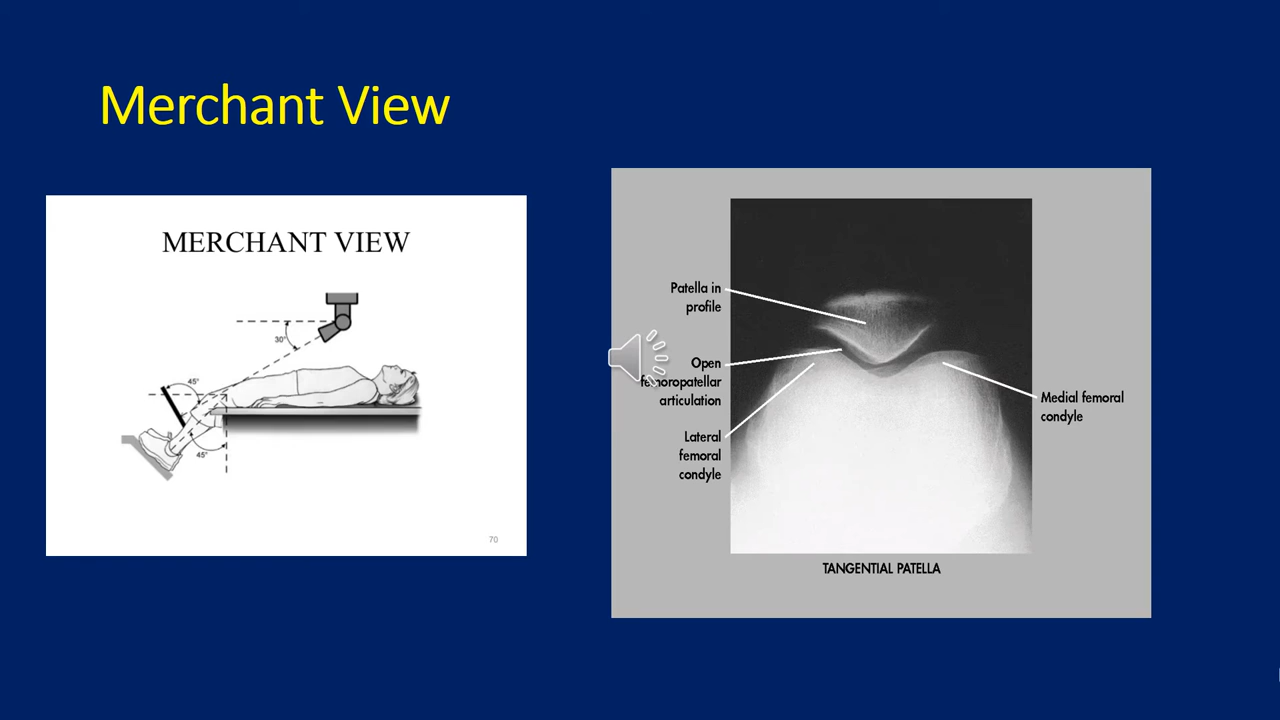 Merchant View
MERCHANT VIEW
30°
45°
45°
70
Patella in
profile
Open
femoropatellar
articulation
Lateral
femoral
condyle
Medial femoral
condyle
TANGENTIAL PATELLA